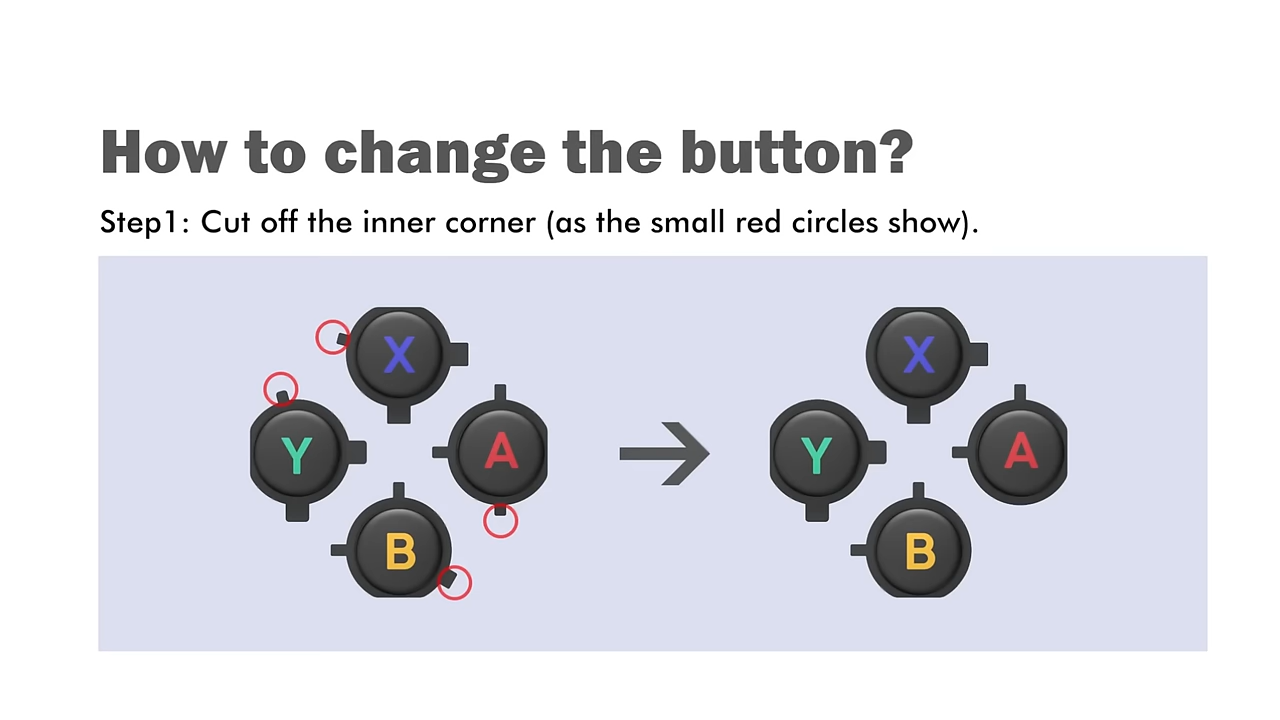 How to change the button?
Step1: Cut off the inner corner (as the small red circles show).
X
Y
A
B
X
Y
A
B